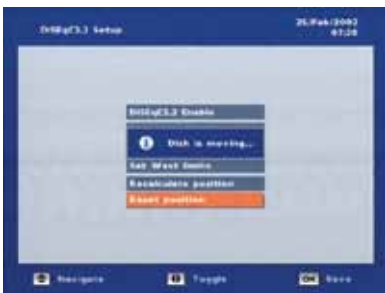 DiSEqC1.2 Setup
25/Feb/2002
07:28
DiSEqC1.2 Enable
Dish is moving...
Set West limits
Recalculate position
Reset position
Navigate
Toggle
OK Save